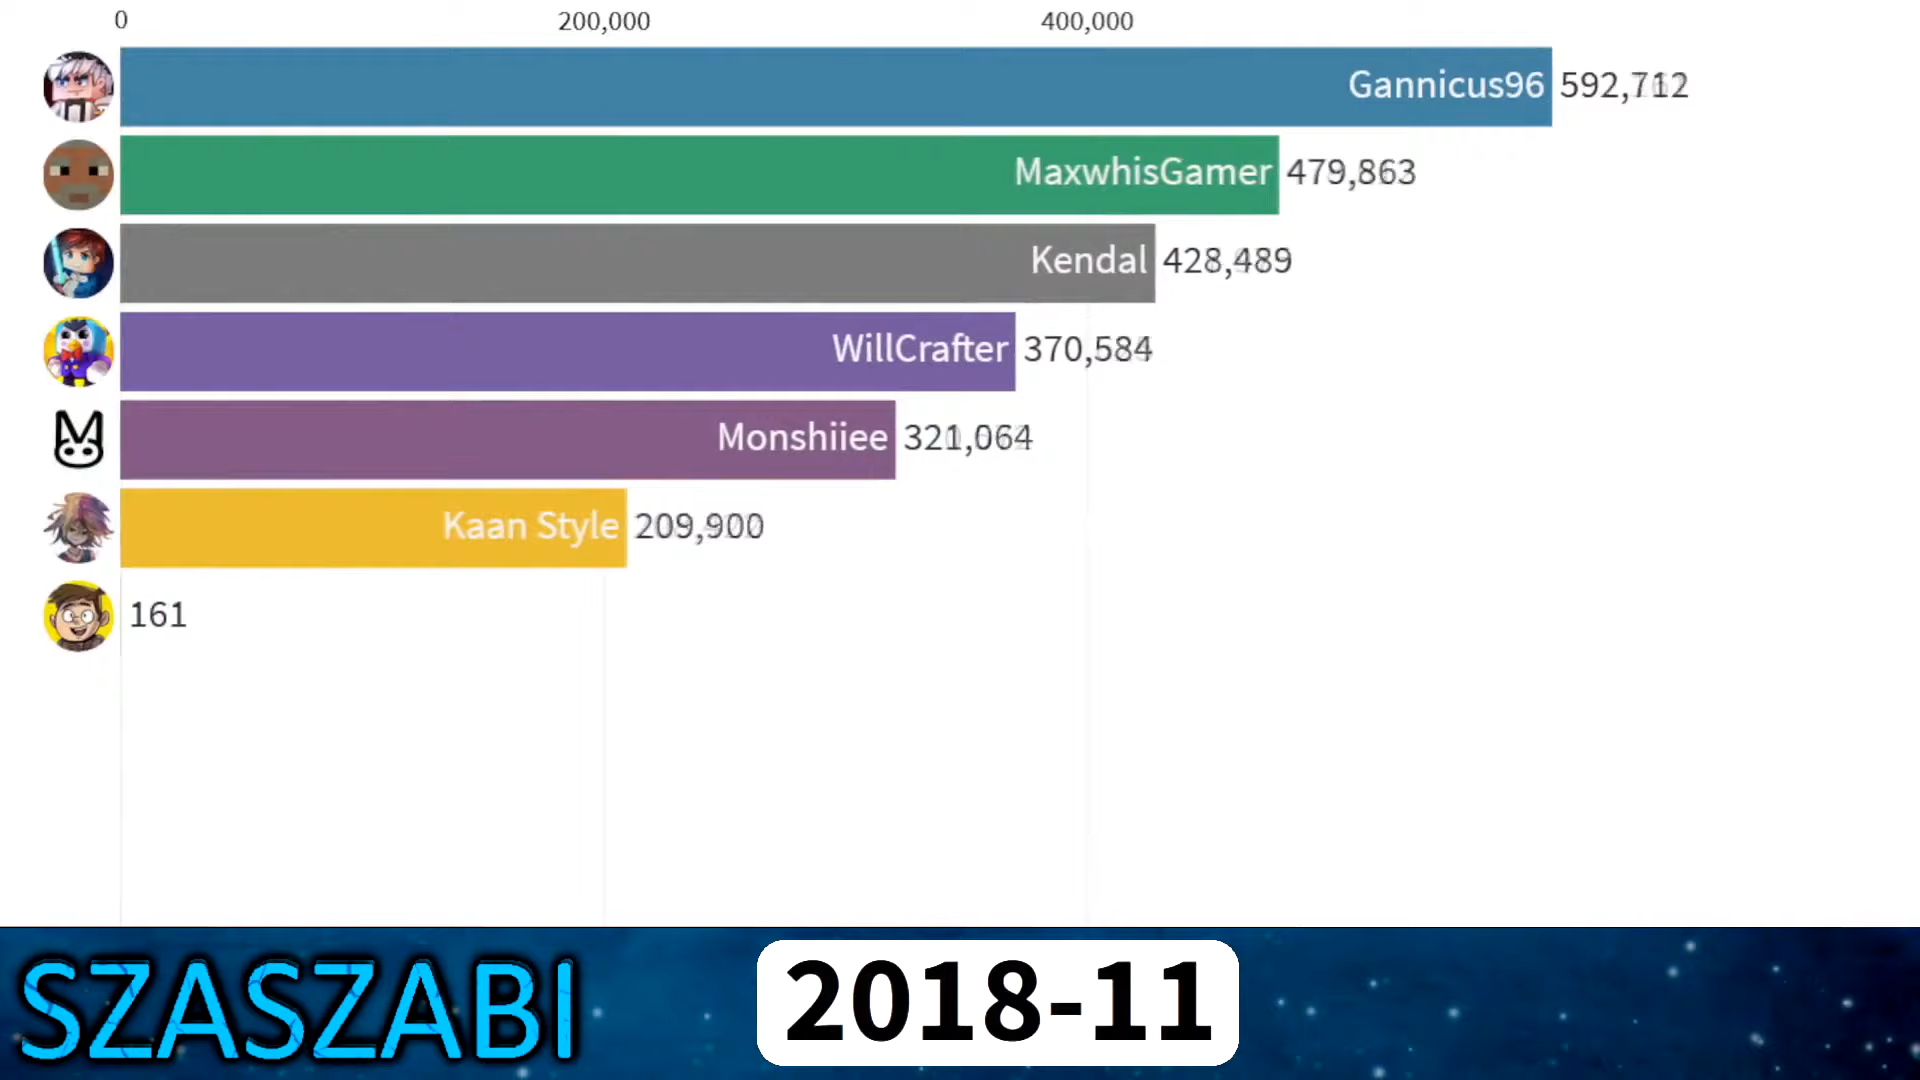 0 200,000 400,000
Gannicus96 592,712
MaxwhisGamer 479,863
Kendal 428,489
WillCrafter 370,584
Monshiiee 321,064
Kaan Style 209,900
161
SZASZABI 2018-11